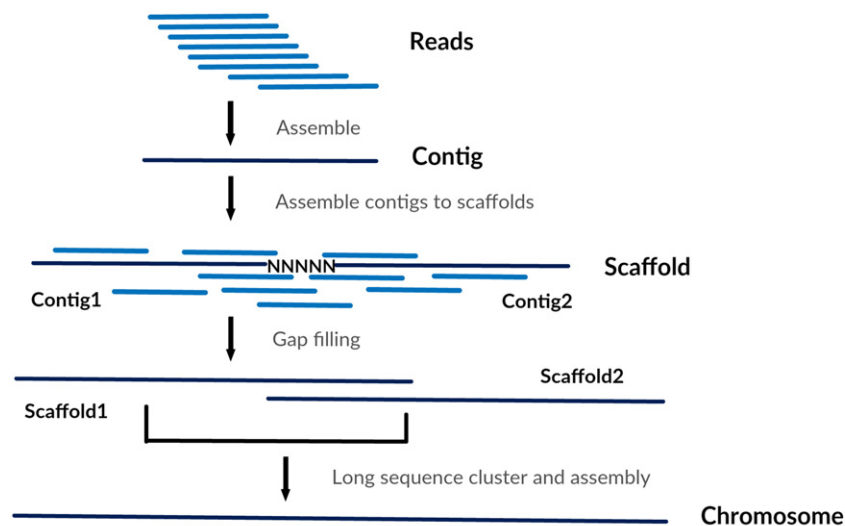 Reads
Assemble
Contig
Assemble contigs to scaffolds
NNNNN
Scaffold
Contig1
Contig2
Gap filling
Scaffold2
Scaffold1
Long sequence cluster and assembly
Chromosome